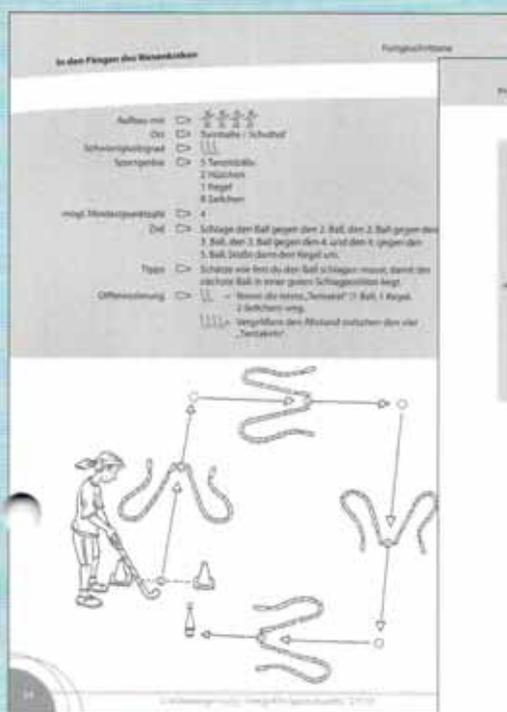 In den Fängen des Riesenkraken
Fortgeschrittene
Aufbau mit
Ort Turnhalle / Schulhof
Schwierigkeitsgrad
Sportgeräte 5 Tennisbälle
2 Hütchen
1 Kegel
8 Seilchen
mögl. Mindestpunktzahl 4
Ziel Schlage den Ball gegen den 2. Ball, den 2. Ball gegen den
3. Ball, den 3. Ball gegen den 4. und den 4. gegen den
5. Ball. Stoße dann den Kegel um.
Tipps Schätze wie fest du den Ball schlagen musst, damit der
nächste Ball in einer guten Schlagposition liegt.
Differenzierung = Nimm die letzte „Tentakel“ (1 Ball, 1 Kegel,
2 Seilchen) weg.
= Vergrößere den Abstand zwischen den vier
„Tentakeln“.